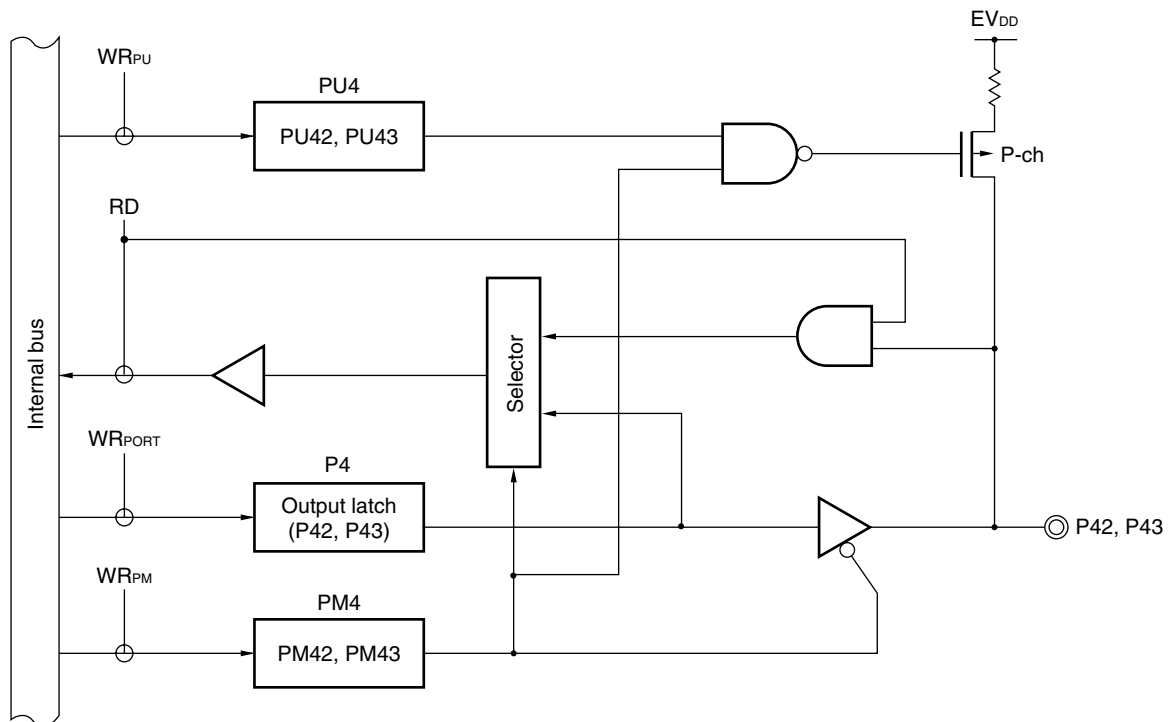 EVDD
WRPU
PU4
PU42, PU43
P-ch
RD
Internal bus
Selector
WRPORT
P4
Output latch
(P42, P43)
P42, P43
WRPM
PM4
PM42, PM43